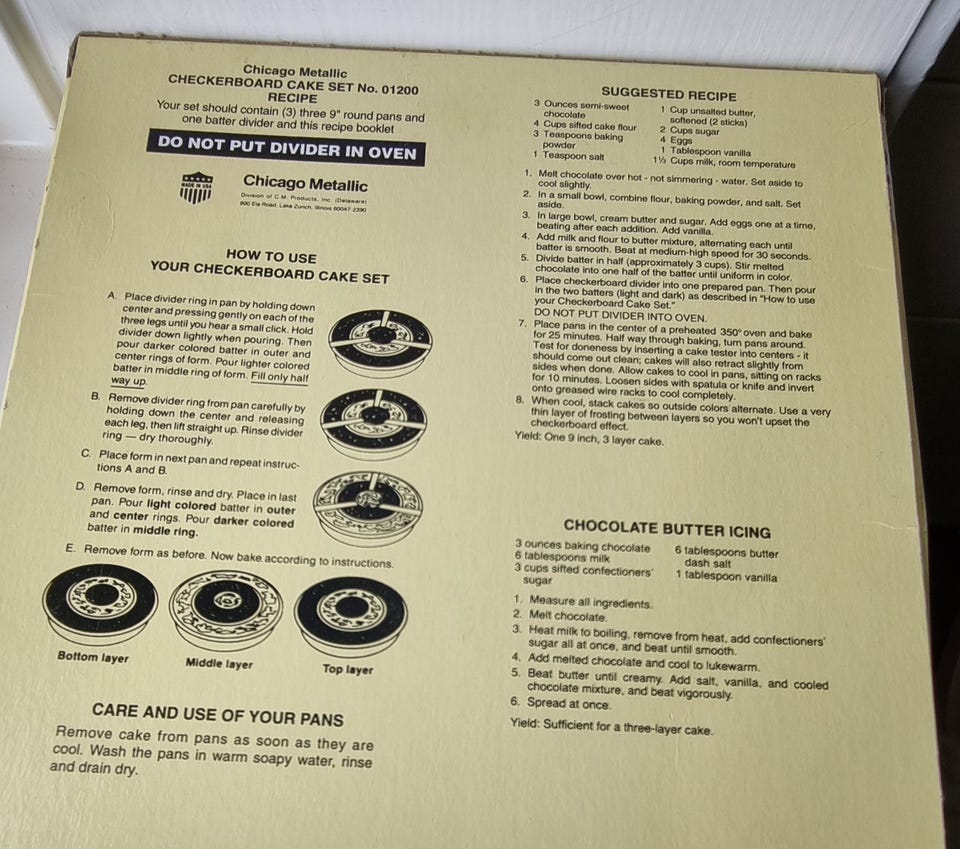 Chicago Metallic
CHECKERBOARD CAKE SET No. 01200
RECIPE
Your set should contain (3) three 9" round pans and
one batter divider and this recipe booklet
DO NOT PUT DIVIDER IN OVEN
MADE IN USA
Chicago Metallic
Division of C.M. Products, Inc. (Delaware)
800 Ela Road, Lake Zurich, Illinois 60047-2390
HOW TO USE
YOUR CHECKERBOARD CAKE SET
A. Place divider ring in pan by holding down
center and pressing gently on each of the
three legs until you hear a small click. Hold
divider down lightly when pouring. Then
pour darker colored batter in outer and
center rings of form. Pour lighter colored
batter in middle ring of form. Fill only half
way up.
B. Remove divider ring from pan carefully by
holding down the center and releasing
each leg, then lift straight up. Rinse divider
ring — dry thoroughly.
C. Place form in next pan and repeat instruc-
tions A and B.
D. Remove form, rinse and dry. Place in last
pan. Pour light colored batter in outer
and center rings. Pour darker colored
batter in middle ring.
E. Remove form as before. Now bake according to instructions.
Bottom layer
Middle layer
Top layer
CARE AND USE OF YOUR PANS
Remove cake from pans as soon as they are
cool. Wash the pans in warm soapy water, rinse
and drain dry.
SUGGESTED RECIPE
3 Ounces semi-sweet
chocolate
4 Cups sifted cake flour
3 Teaspoons baking
powder
1 Teaspoon salt
1 Cup unsalted butter,
softened (2 sticks)
2 Cups sugar
4 Eggs
1 Tablespoon vanilla
1⅓ Cups milk, room temperature
1. Melt chocolate over hot - not simmering - water. Set aside to
cool slightly.
2. In a small bowl, combine flour, baking powder, and salt. Set
aside.
3. In large bowl, cream butter and sugar. Add eggs one at a time,
beating after each addition. Add vanilla.
4. Add milk and flour to butter mixture, alternating each until
batter is smooth. Beat at medium-high speed for 30 seconds.
5. Divide batter in half (approximately 3 cups). Stir melted
chocolate into one half of the batter until uniform in color.
6. Place checkerboard divider into one prepared pan. Then pour
in the two batters (light and dark) as described in "How to use
your Checkerboard Cake Set."
DO NOT PUT DIVIDER INTO OVEN.
7. Place pans in the center of a preheated 350° oven and bake
for 25 minutes. Half way through baking, turn pans around.
Test for doneness by inserting a cake tester into centers - it
should come out clean; cakes will also retract slightly from
sides when done. Allow cakes to cool in pans, sitting on racks
for 10 minutes. Loosen sides with spatula or knife and invert
onto greased wire racks to cool completely.
8. When cool, stack cakes so outside colors alternate. Use a very
thin layer of frosting between layers so you won't upset the
checkerboard effect.
Yield: One 9 inch, 3 layer cake.
CHOCOLATE BUTTER ICING
3 ounces baking chocolate
6 tablespoons milk
3 cups sifted confectioners'
sugar
6 tablespoons butter
dash salt
1 tablespoon vanilla
1. Measure all ingredients.
2. Melt chocolate.
3. Heat milk to boiling, remove from heat, add confectioners'
sugar all at once, and beat until smooth.
4. Add melted chocolate and cool to lukewarm.
5. Beat butter until creamy. Add salt, vanilla, and cooled
chocolate mixture, and beat vigorously.
6. Spread at once.
Yield: Sufficient for a three-layer cake.